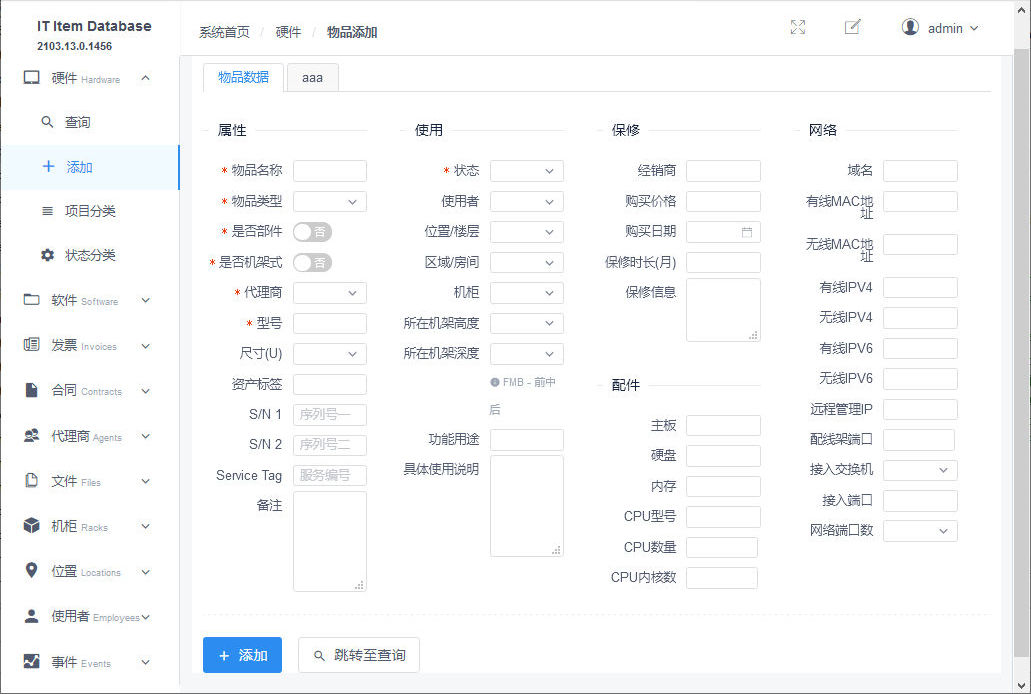 IT Item Database
2103.13.0.1456
硬件 Hardware
查询
添加
项目分类
状态分类
软件 Software
发票 Invoices
合同 Contracts
代理商 Agents
文件 Files
机柜 Racks
位置 Locations
使用者 Employees
事件 Events
系统首页 / 硬件 / 物品添加
admin
物品数据
aaa
属性
* 物品名称
* 物品类型
* 是否部件 否
* 是否机架式 否
* 代理商
* 型号
尺寸(U)
资产标签
S/N 1 序列号一
S/N 2 序列号二
Service Tag 服务编号
备注
使用
* 状态
使用者
位置/楼层
区域/房间
机柜
所在机架高度
所在机架深度
FMB - 前中
后
功能用途
具体使用说明
保修
经销商
购买价格
购买日期
保修时长(月)
保修信息
配件
主板
硬盘
内存
CPU型号
CPU数量
CPU内核数
网络
域名
有线MAC地
址
无线MAC地
址
有线IPV4
无线IPV4
有线IPV6
无线IPV6
远程管理IP
配线架端口
接入交换机
接入端口
网络端口数
添加
跳转至查询